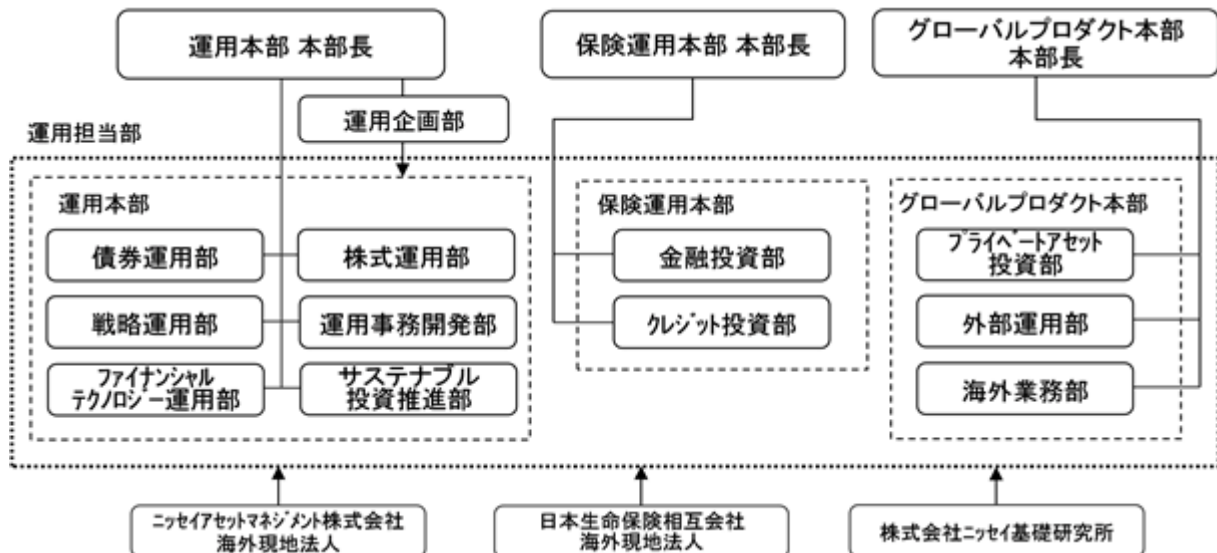 運用本部 本部長
保険運用本部 本部長
グローバルプロダクト本部
本部長
運用企画部
運用担当部
運用本部
債券運用部
株式運用部
戦略運用部
運用事務開発部
ファイナンシャル
テクノロジー運用部
サステナブル
投資推進部
保険運用本部
金融投資部
クレジット投資部
グローバルプロダクト本部
プライベートアセット
投資部
外部運用部
海外業務部
ニッセイアセットマネジメント株式会社
海外現地法人
日本生命保険相互会社
海外現地法人
株式会社ニッセイ基礎研究所